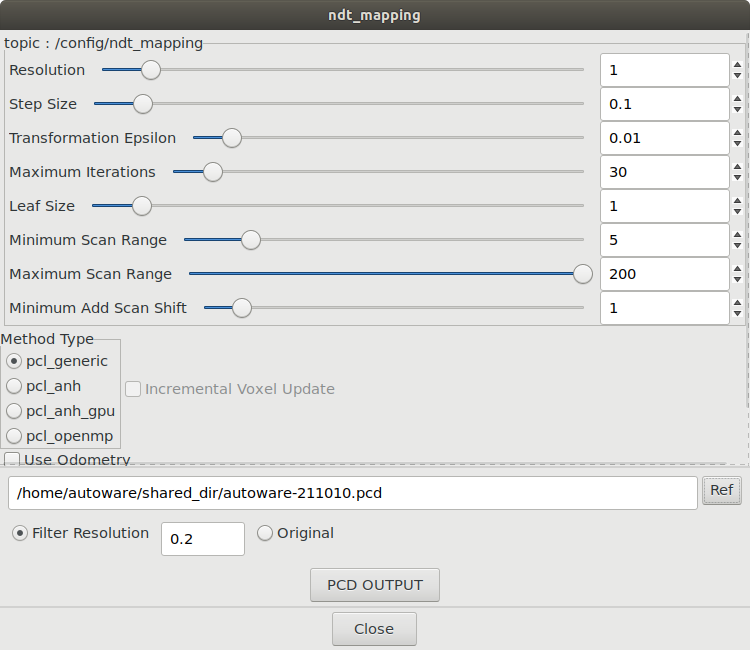 ndt_mapping
topic : /config/ndt_mapping
Resolution 1
Step Size 0.1
Transformation Epsilon 0.01
Maximum Iterations 30
Leaf Size 1
Minimum Scan Range 5
Maximum Scan Range 200
Minimum Add Scan Shift 1
Method Type
pcl_generic
pcl_anh
Incremental Voxel Update
pcl_anh_gpu
pcl_openmp
Use Odometry
/home/autoware/shared_dir/autoware-211010.pcd Ref
Filter Resolution 0.2 Original
PCD OUTPUT
Close